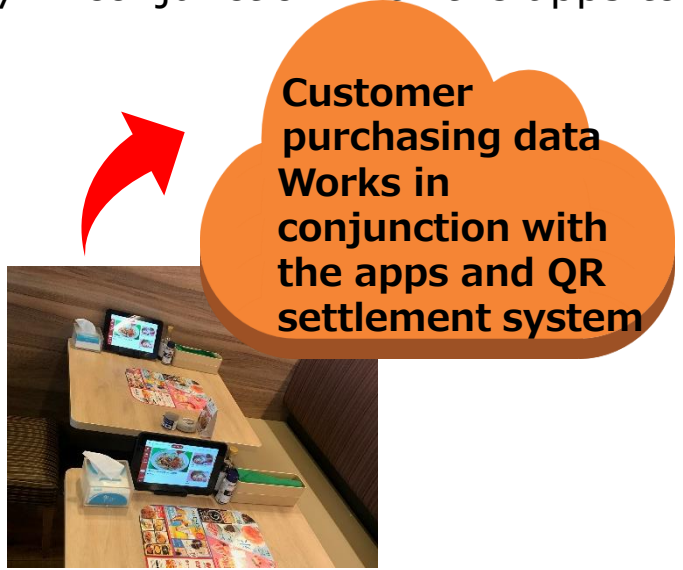 Customer
purchasing data
Works in
conjunction with
the apps and QR
settlement system